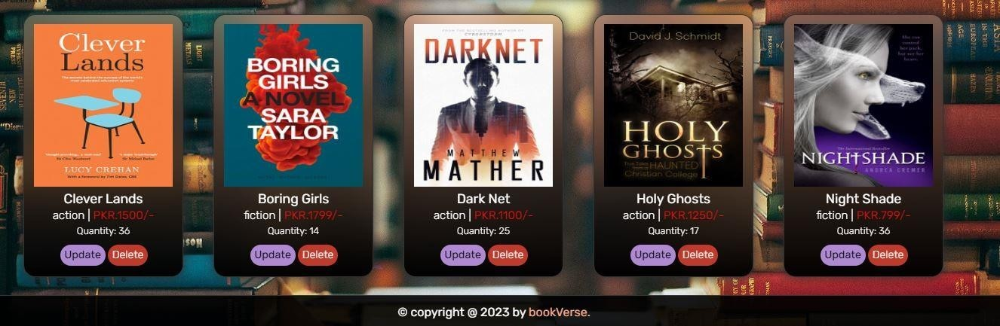 Clever
Lands
The secrets behind the success of the world's
most celebrated education systems
LUCY CREHAN
Clever Lands
action | PKR.1500/-
Quantity: 36
Update Delete
BORING
GIRLS
A NOVEL
SARA
TAYLOR
Boring Girls
fiction | PKR.1799/-
Quantity: 14
Update Delete
FROM THE BESTSELLING AUTHOR OF
CYBERSTORM
DARKNET
MATTHEW
MATHER
Dark Net
action | PKR.1100/-
Quantity: 25
Update Delete
David J. Schmidt
HOLY
GHOSTS
True Tales
from a HAUNTED
Christian College
Holy Ghosts
action | PKR.1250/-
Quantity: 17
Update Delete
She can
control
her pack,
but not her
heart.
The International Bestseller
NIGHTSHADE
ANDREA CREMER
Night Shade
fiction | PKR.799/-
Quantity: 36
Update Delete
© copyright @ 2023 by bookVerse.